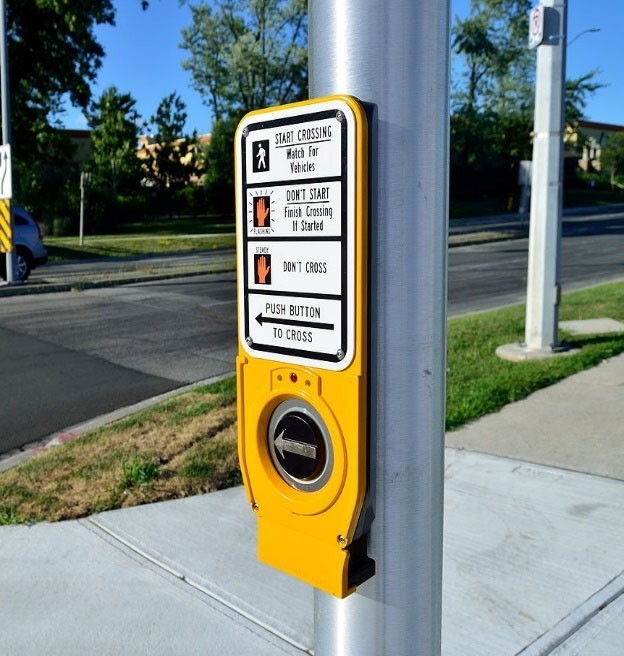 START CROSSING
Watch For
Vehicles
DON'T START
Finish Crossing
If Started
FLASHING
STEADY
DON'T CROSS
PUSH BUTTON
TO CROSS